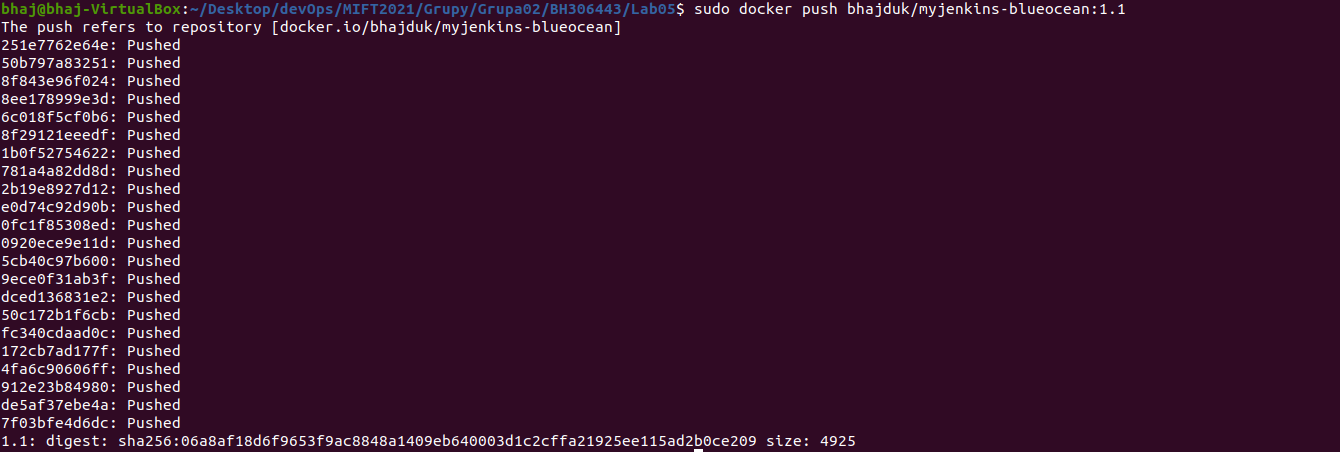 bhaj@bhaj-VirtualBox:~/Desktop/devOps/MIFT2021/Grupy/Grupa02/BH306443/Lab05$ sudo docker push bhajduk/myjenkins-blueocean:1.1
The push refers to repository [docker.io/bhajduk/myjenkins-blueocean]
251e7762e64e: Pushed
50b797a83251: Pushed
8f843e96f024: Pushed
8ee178999e3d: Pushed
6c018f5cf0b6: Pushed
8f29121eeedf: Pushed
1b0f52754622: Pushed
781a4a82dd8d: Pushed
2b19e8927d12: Pushed
e0d74c92d90b: Pushed
0fc1f85308ed: Pushed
0920ece9e11d: Pushed
5cb40c97b600: Pushed
9ece0f31ab3f: Pushed
dced136831e2: Pushed
50c172b1f6cb: Pushed
fc340cdaad0c: Pushed
172cb7ad177f: Pushed
4fa6c90606ff: Pushed
912e23b84980: Pushed
de5af37ebe4a: Pushed
7f03bfe4d6dc: Pushed
1.1: digest: sha256:06a8af18d6f9653f9ac8848a1409eb640003d1c2cffa21925ee115ad2b0ce209 size: 4925